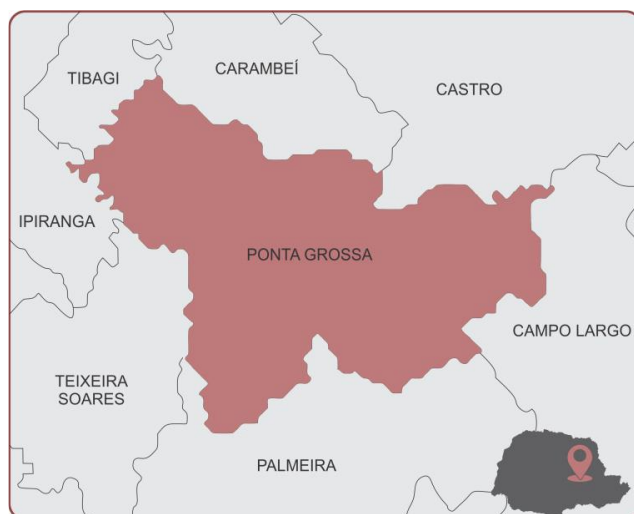 TIBAGI
CARAMBEÍ
CASTRO
IPIRANGA
PONTA GROSSA
CAMPO LARGO
TEIXEIRA
SOARES
PALMEIRA